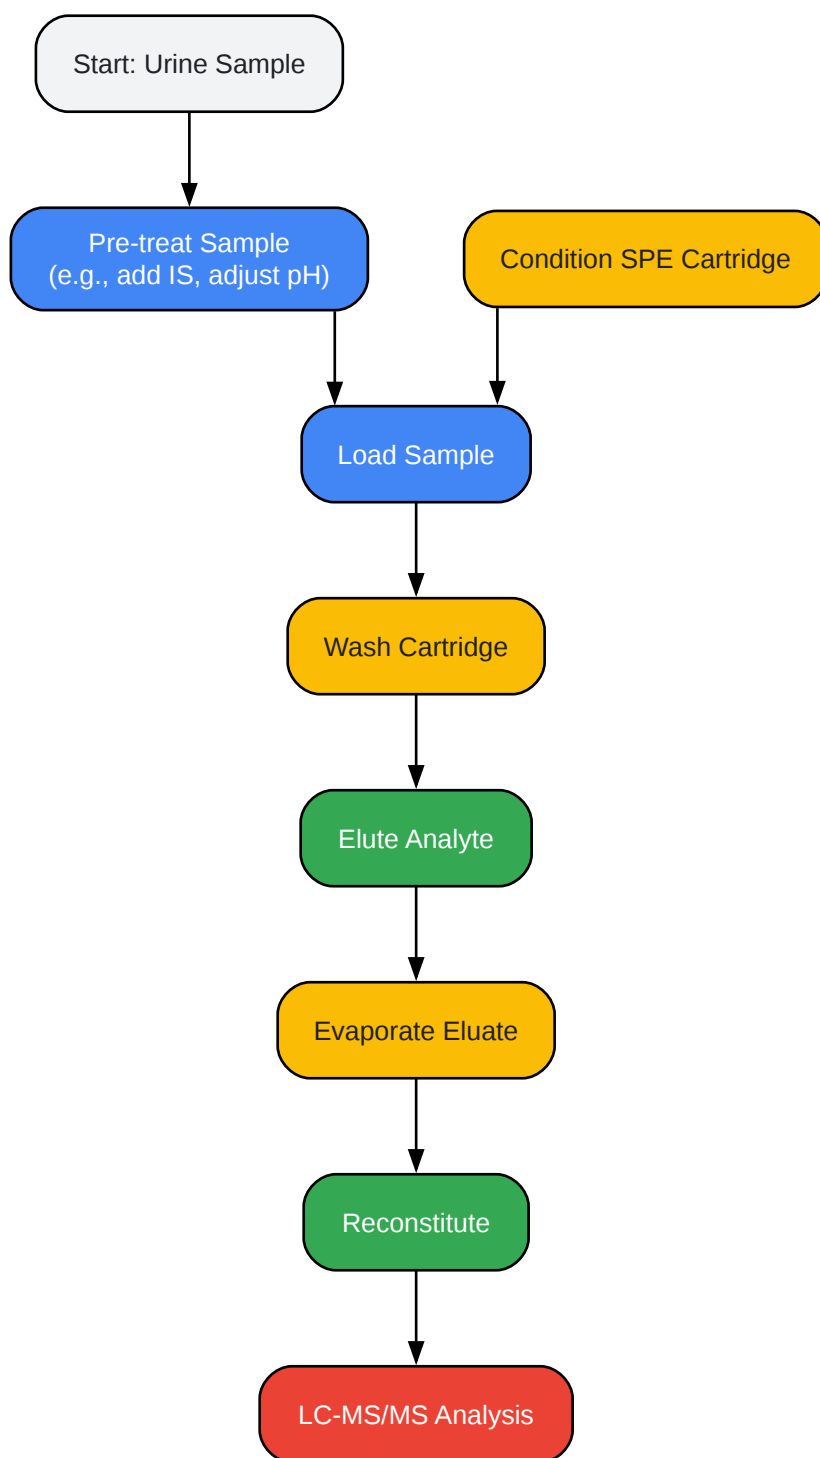 Start: Urine Sample
Pre-treat Sample
(e.g., add IS, adjust pH)
Condition SPE Cartridge
Load Sample
Wash Cartridge
Elute Analyte
Evaporate Eluate
Reconstitute
LC-MS/MS Analysis